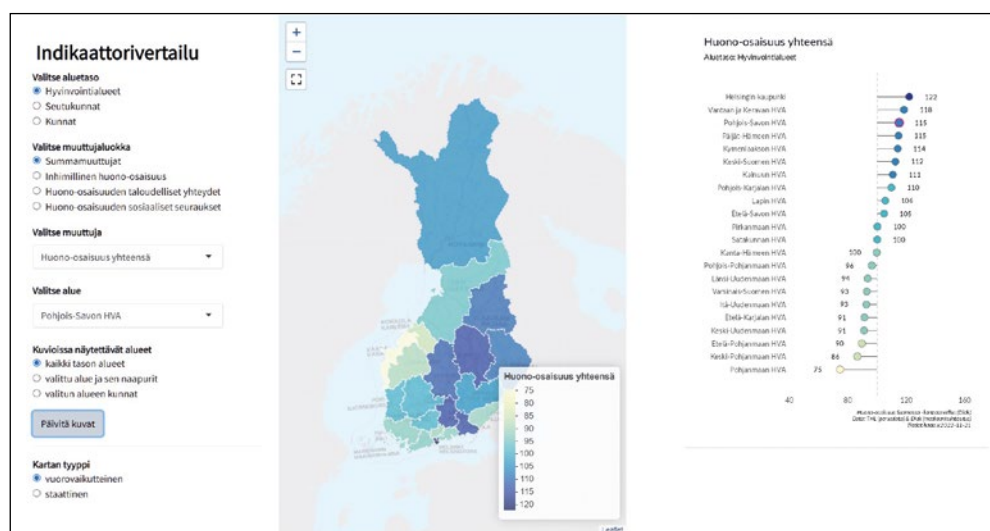 Indikaattorivertailu
Valitse aluetaso
Hyvinvointialueet
Seutukunnat
Kunnat
Valitse muuttujaluokka
Summamuuttujat
Inhimillinen huono-osaisuus
Huono-osaisuuden taloudelliset yhteydet
Huono-osaisuuden sosiaaliset seuraukset
Valitse muuttuja
Huono-osaisuus yhteensä
Valitse alue
Pohjois-Savon HVA
Kuvioissa näytettävät alueet
kaikki tason alueet
valittu alue ja sen naapurit
valitun alueen kunnat
Päivitä kuvat
Kartan tyyppi
vuorovaikutteinen
staattinen
+
−
Huono-osaisuus yhteensä
75
80
85
90
95
100
105
110
115
120
Leaflet
Huono-osaisuus yhteensä
Aluetaso: Hyvinvointialueet
Helsingin kaupunki 122
Vantaan ja Keravan HVA 118
Pohjois-Savon HVA 115
Päijät-Hämeen HVA 115
Kymenlaakson HVA 114
Keski-Suomen HVA 112
Kainuun HVA 111
Pohjois-Karjalan HVA 110
Lapin HVA 106
Etelä-Savon HVA 105
Pirkanmaan HVA 100
Satakunnan HVA 100
Kanta-Hämeen HVA 100
Pohjois-Pohjanmaan HVA 96
Länsi-Uudenmaan HVA 94
Varsinais-Suomen HVA 93
Itä-Uudenmaan HVA 93
Etelä-Karjalan HVA 91
Keski-Uudenmaan HVA 91
Etelä-Pohjanmaan HVA 90
Keski-Pohjanmaan HVA 86
Pohjanmaan HVA 75
40 80 120 160